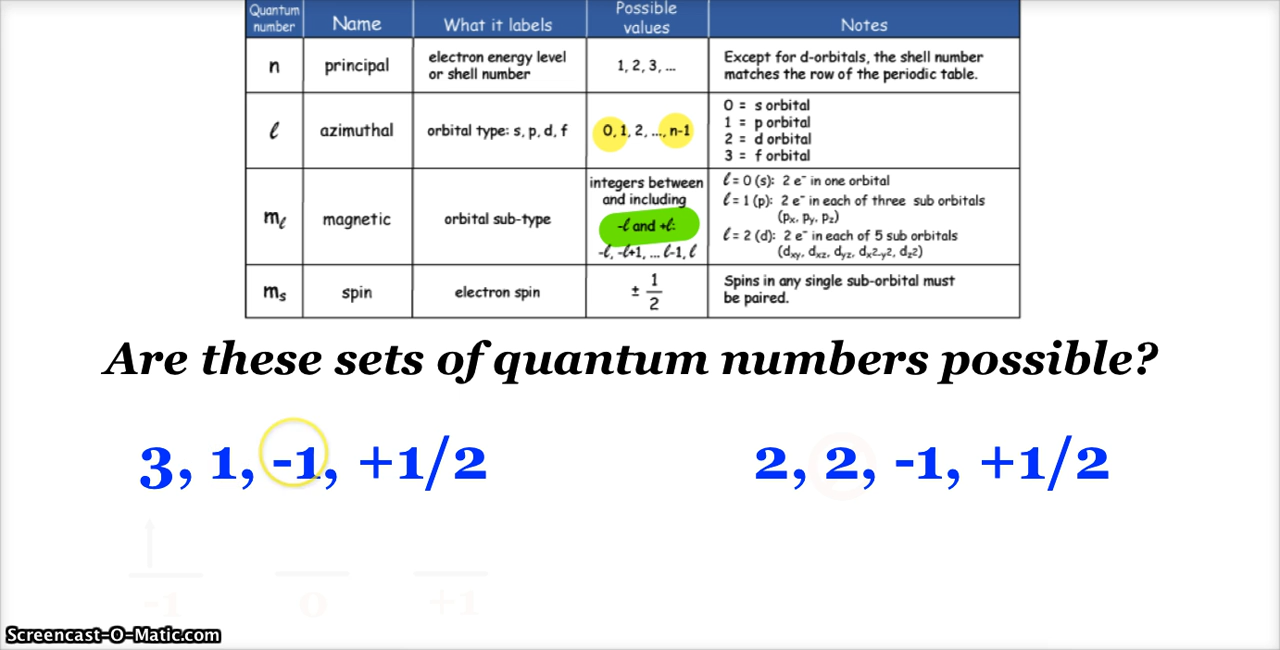 Quantum number
Name
What it labels
Possible values
Notes
n
principal
electron energy level
or shell number
1, 2, 3, ...
Except for d-orbitals, the shell number
matches the row of the periodic table.
ℓ
azimuthal
orbital type: s, p, d, f
0, 1, 2, ..., n-1
0 = s orbital
1 = p orbital
2 = d orbital
3 = f orbital
mℓ
magnetic
orbital sub-type
integers between
and including
-ℓ and +ℓ:
-ℓ, -ℓ+1, ... ℓ-1, ℓ
ℓ = 0 (s): 2 e⁻ in one orbital
ℓ = 1 (p): 2 e⁻ in each of three sub orbitals
(px, py, pz)
ℓ = 2 (d): 2 e⁻ in each of 5 sub orbitals
(dxy, dxz, dyz, dx2-y2, dz2)
ms
spin
electron spin
± 1/2
Spins in any single sub-orbital must
be paired.
Are these sets of quantum numbers possible?
3, 1, -1, +1/2
2, 2, -1, +1/2
-1 0 +1
Screencast-O-Matic.com